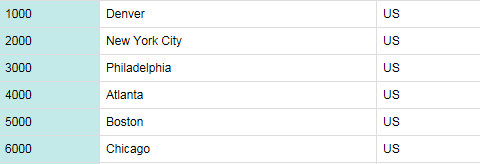 1000 Denver US
2000 New York City US
3000 Philadelphia US
4000 Atlanta US
5000 Boston US
6000 Chicago US